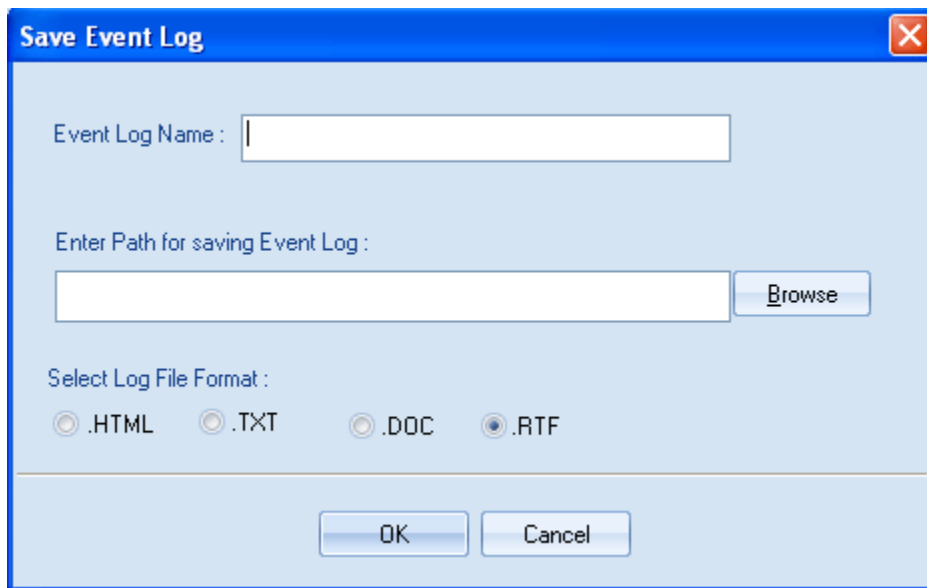 Save Event Log
Event Log Name :
Enter Path for saving Event Log :
Browse
Select Log File Format :
.HTML .TXT .DOC .RTF
OK Cancel